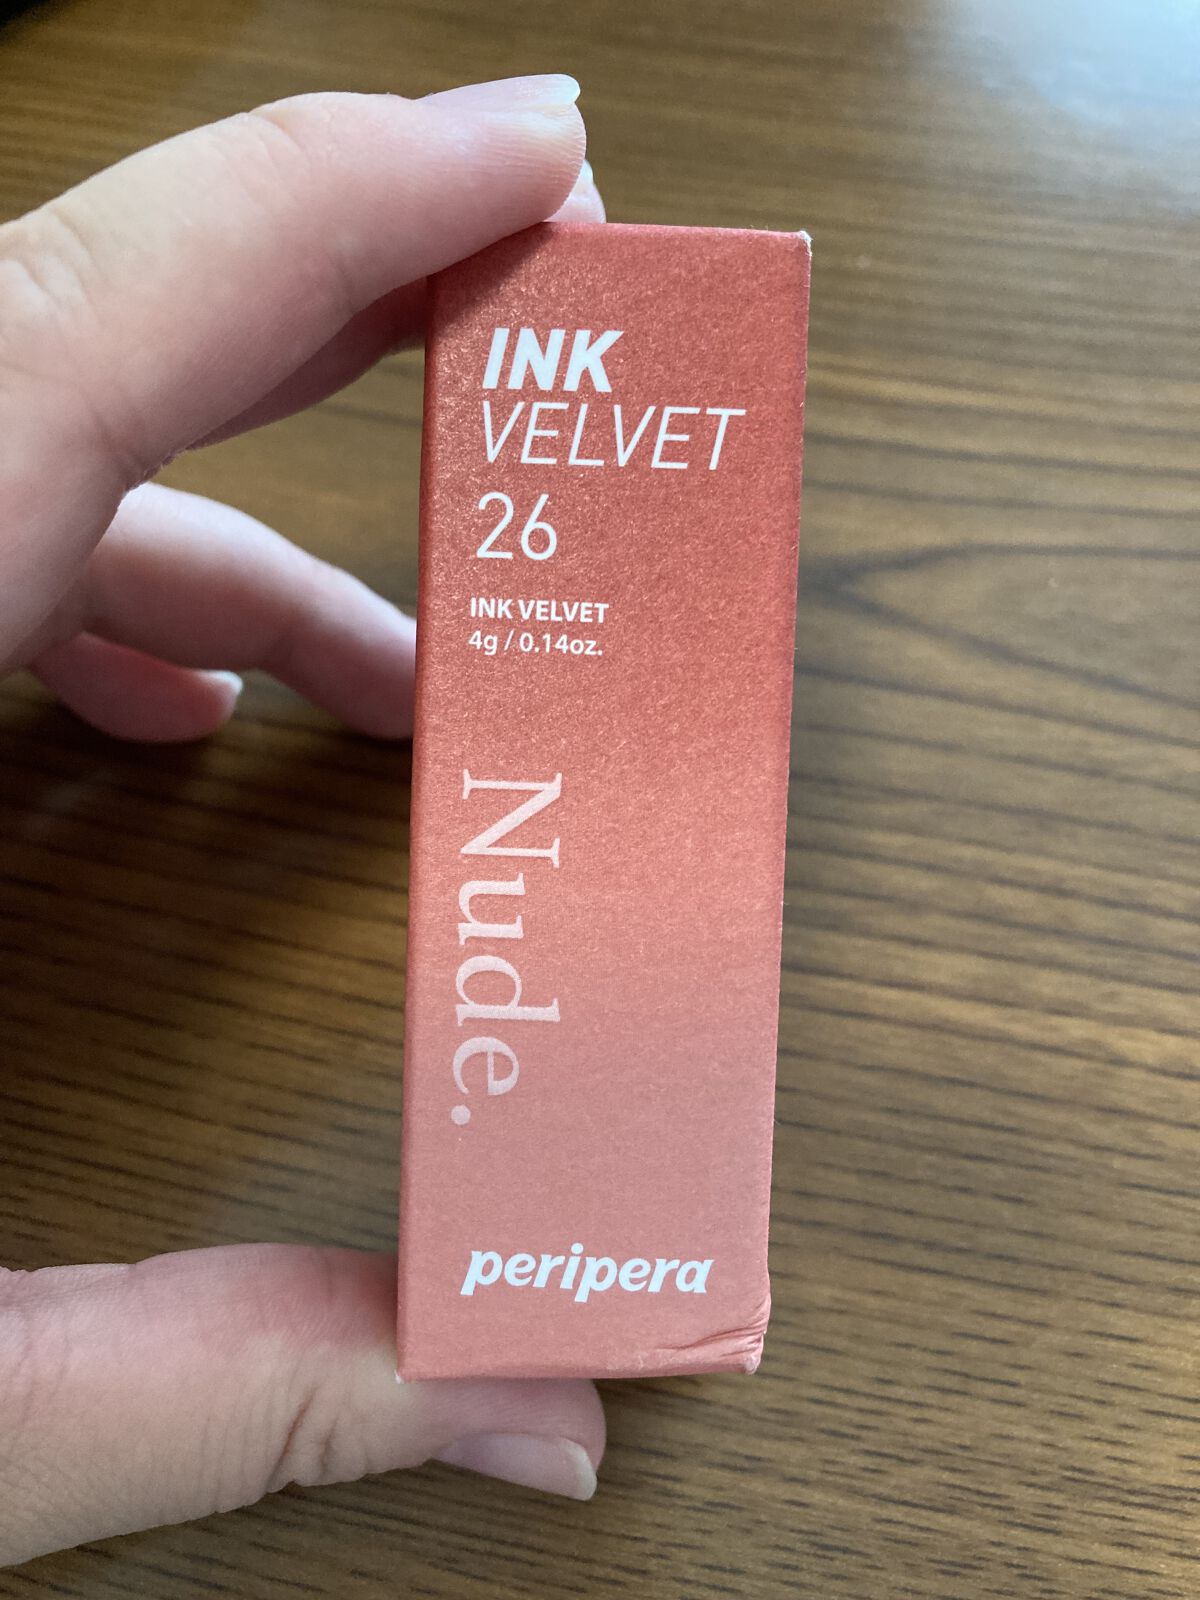 INK
VELVET
26
INK VELVET
4g / 0.14oz.
Nude.
peripera